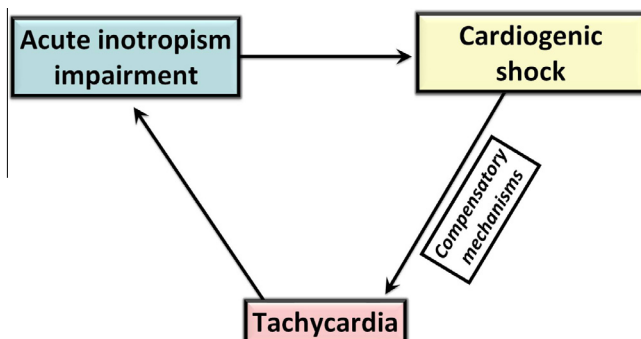 Acute inotropism
impairment
Cardiogenic
shock
Compensatory
mechanisms
Tachycardia